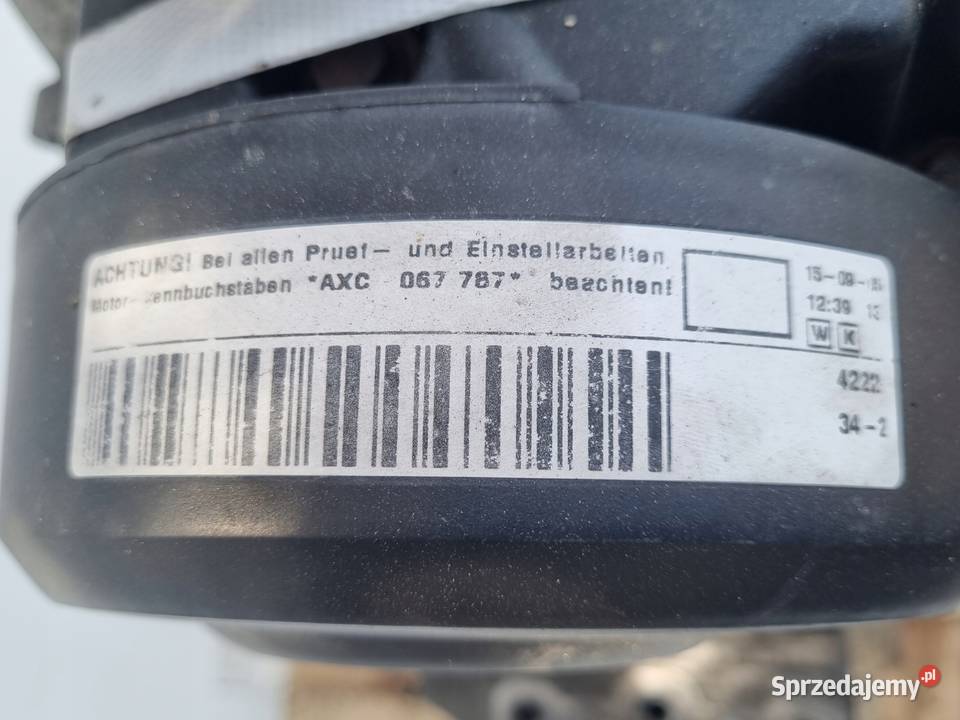 ACHTUNG! Bei allen Pruef- und Einstellarbeiten
Motor-Kennbuchstaben *AXC 067 787* beachten!
15-09-
12:39 13
W K
4222
34-2
Sprzedajemy.pl